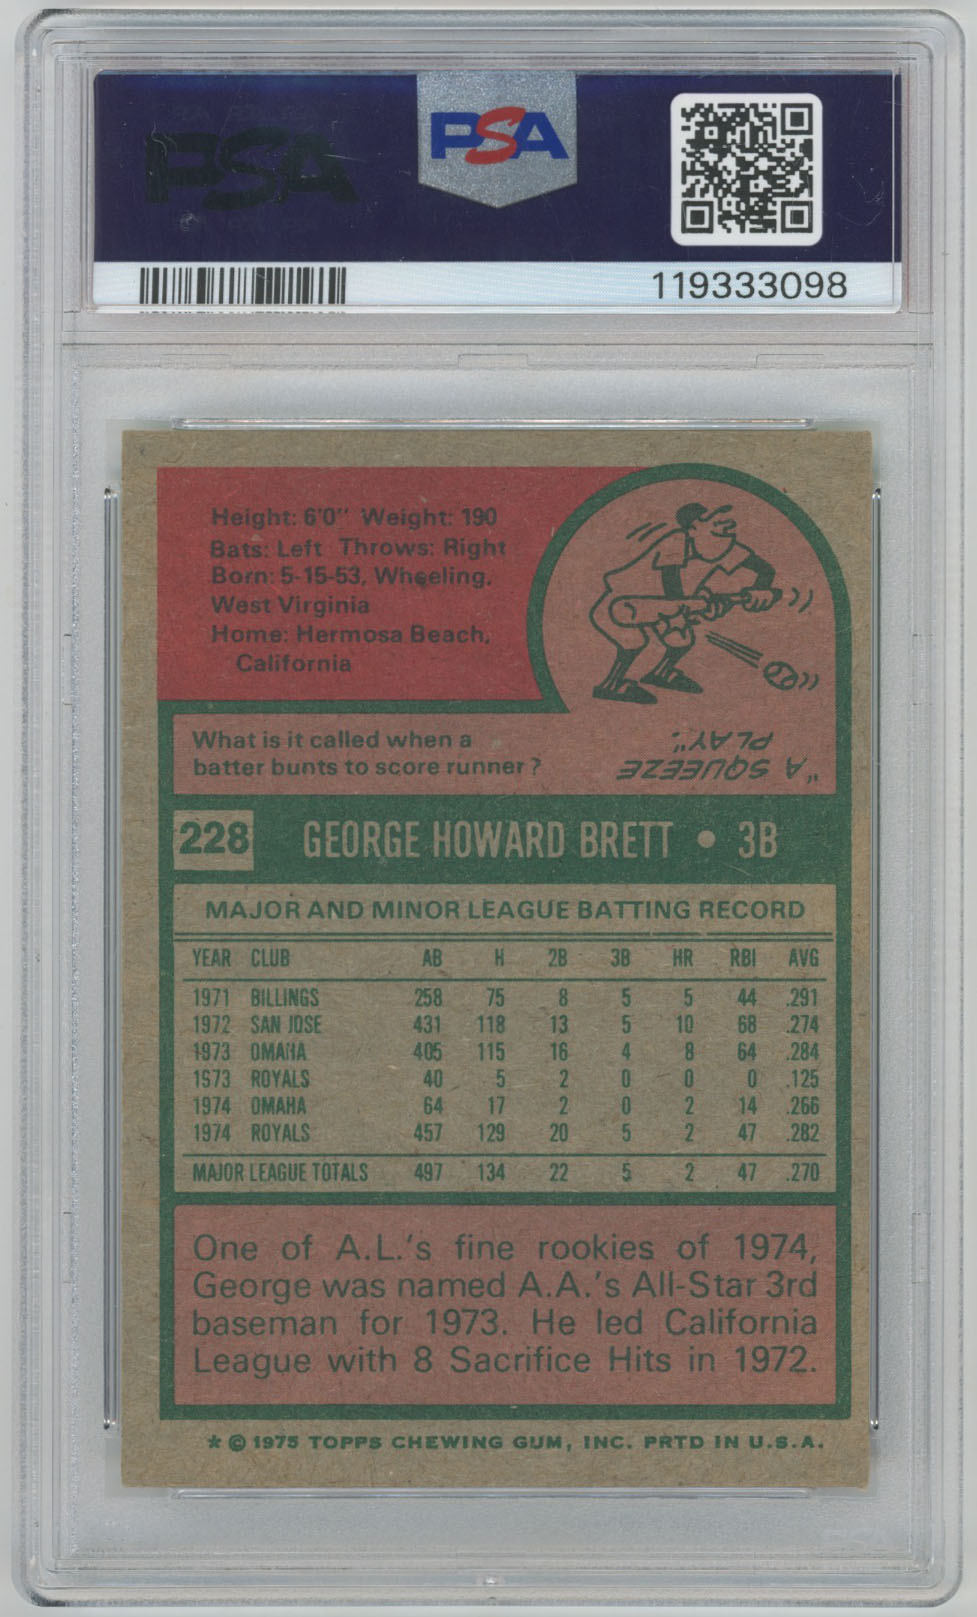 PSA
PSA
119333098
Height: 6'0" Weight: 190
Bats: Left Throws: Right
Born: 5-15-53, Wheeling,
West Virginia
Home: Hermosa Beach,
California
What is it called when a
batter bunts to score runner?
"A SQUEEZE
PLAY".
228 GEORGE HOWARD BRETT • 3B
MAJOR AND MINOR LEAGUE BATTING RECORD
YEAR CLUB AB H 2B 3B HR RBI AVG
1971 BILLINGS 258 75 8 5 5 44 .291
1972 SAN JOSE 431 118 13 5 10 68 .274
1973 OMAHA 405 115 16 4 8 64 .284
1973 ROYALS 40 5 2 0 0 0 .125
1974 OMAHA 64 17 2 0 2 14 .266
1974 ROYALS 457 129 20 5 2 47 .282
MAJOR LEAGUE TOTALS 497 134 22 5 2 47 .270
One of A.L.'s fine rookies of 1974,
George was named A.A.'s All-Star 3rd
baseman for 1973. He led California
League with 8 Sacrifice Hits in 1972.
* © 1975 TOPPS CHEWING GUM, INC. PRTD IN U.S.A.